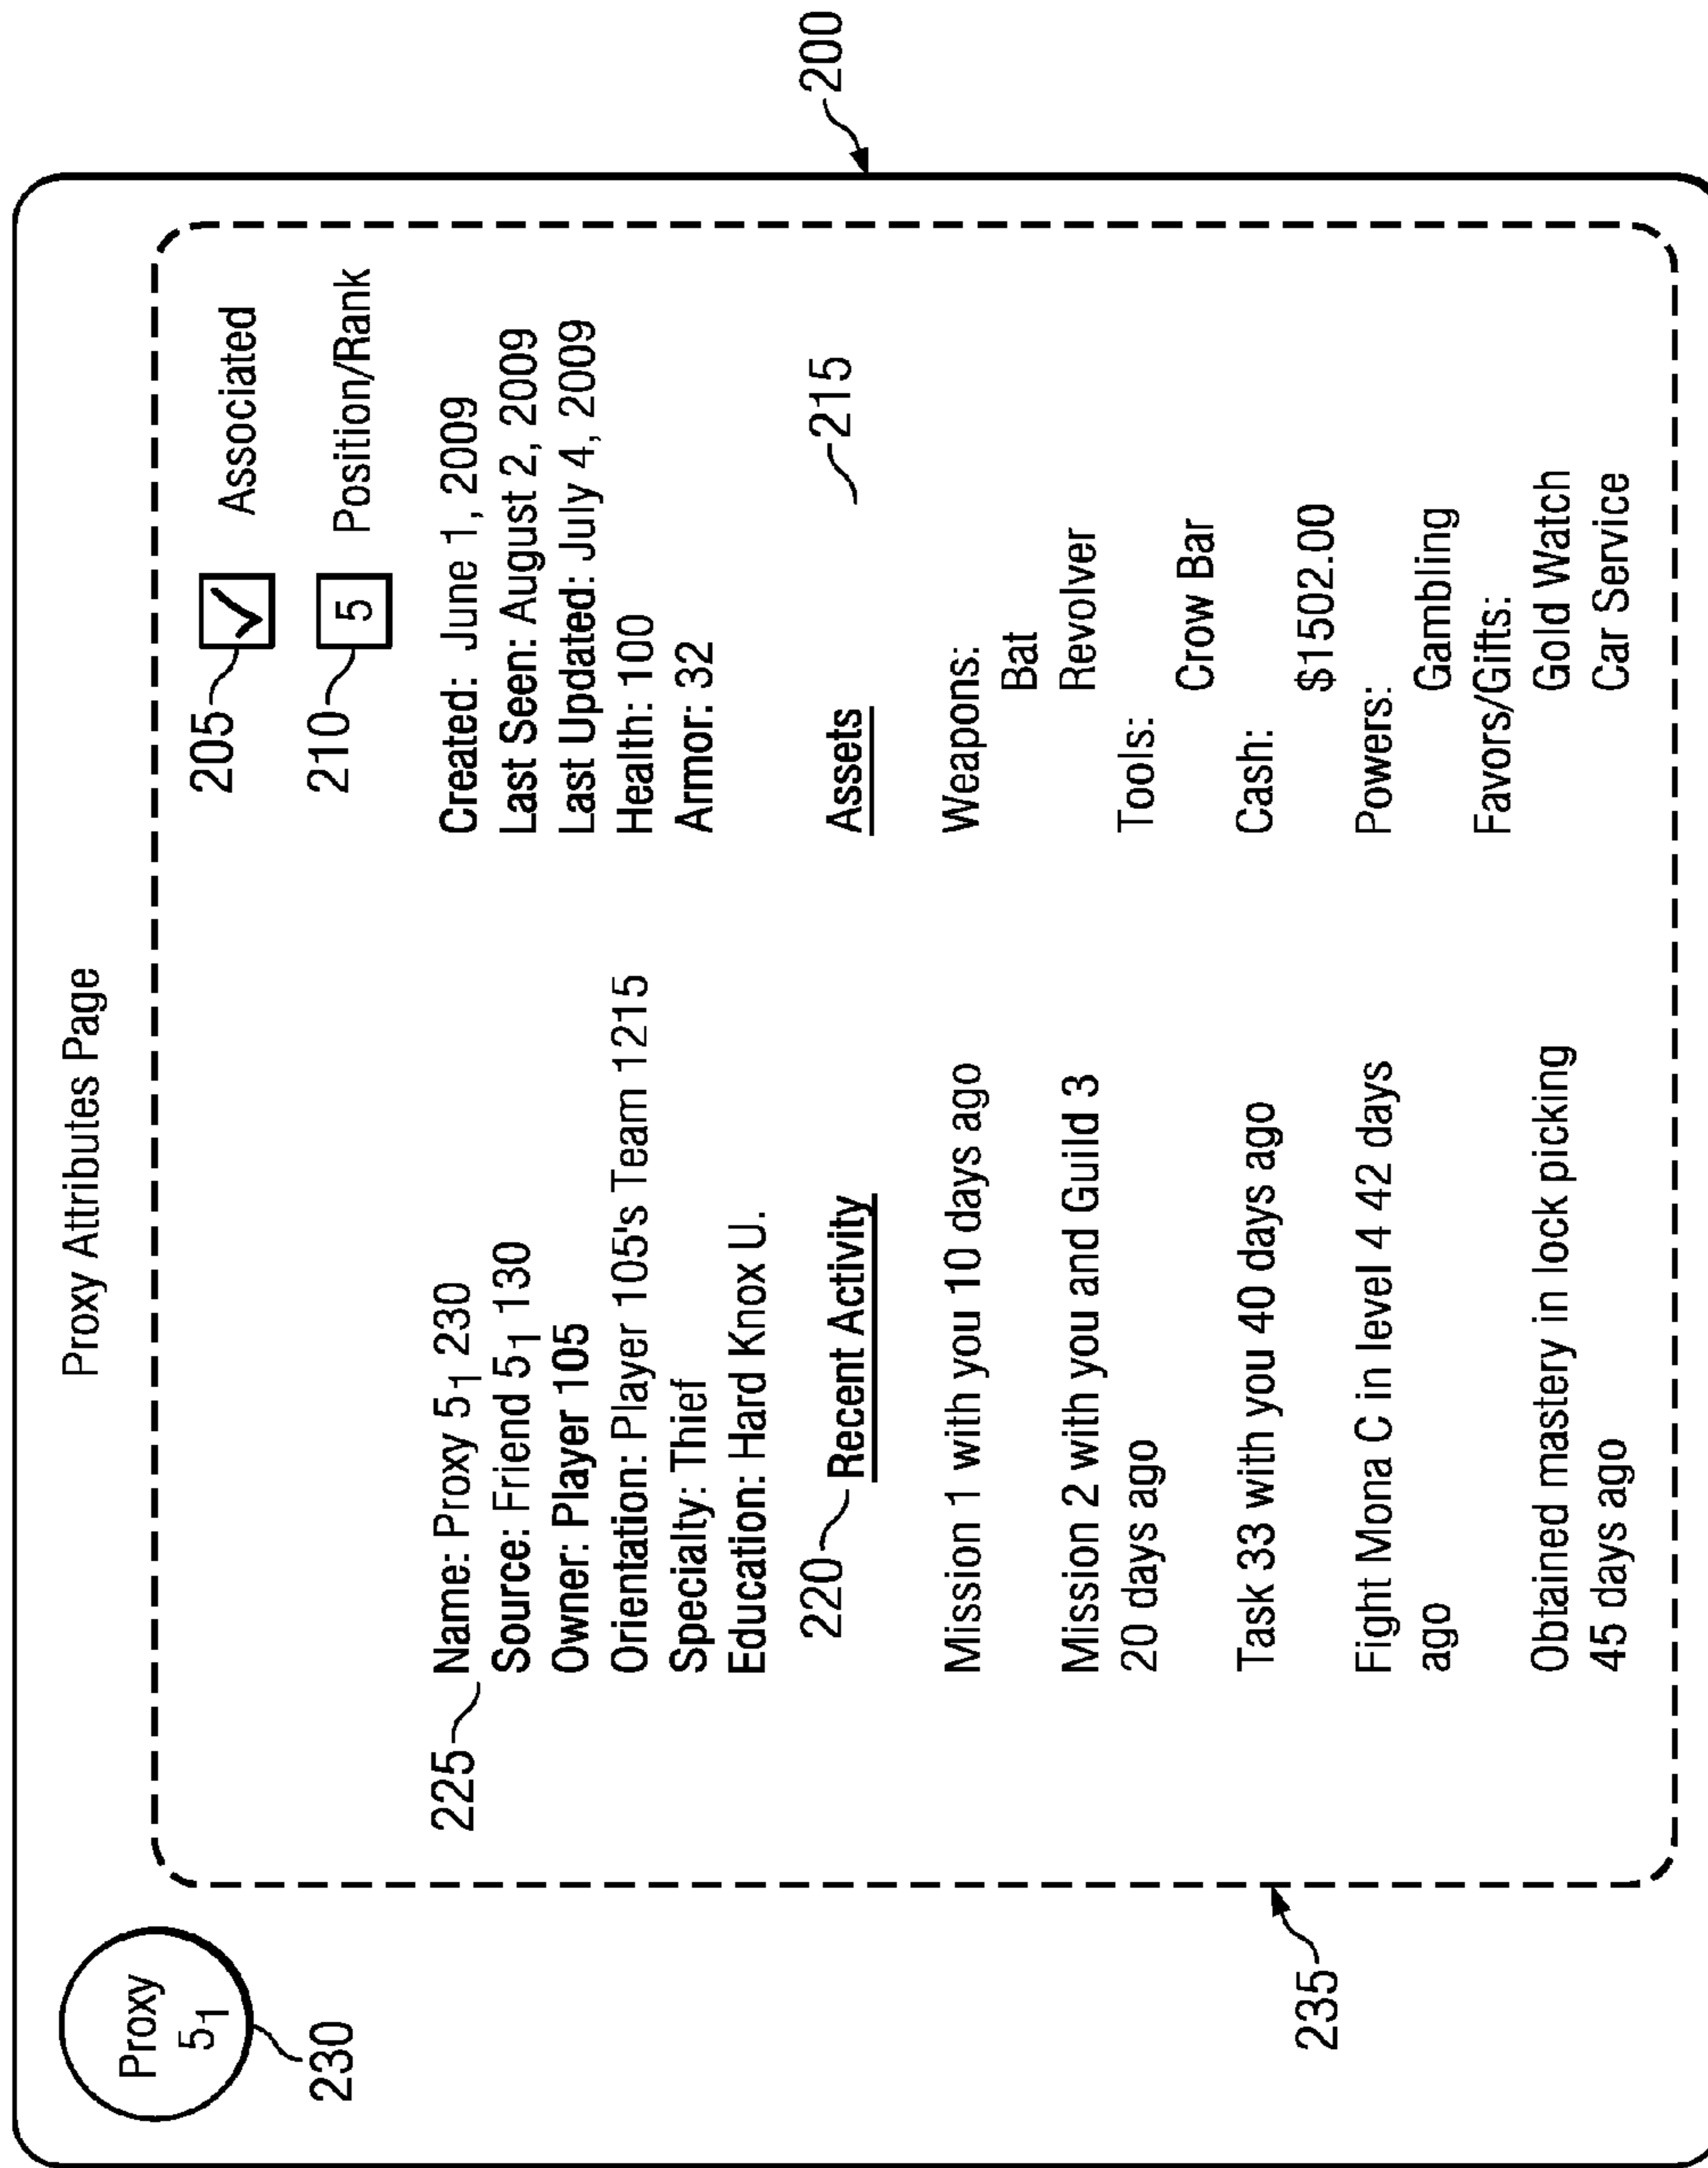 Proxy Attributes Page
Proxy
5₁
230
205
Associated
210
5
Position/Rank
225
Name: Proxy 5₁ 230
Source: Friend 5₁ 130
Owner: Player 105
Orientation: Player 105's Team 1215
Specialty: Thief
Education: Hard Knox U.
Created: June 1, 2009
Last Seen: August 2, 2009
Last Updated: July 4, 2009
Health: 100
Armor: 32
220
Recent Activity
Mission 1 with you 10 days ago
Mission 2 with you and Guild 3
20 days ago
Task 33 with you 40 days ago
Fight Mona C in level 4 42 days
ago
Obtained mastery in lock picking
45 days ago
Assets
215
Weapons:
Bat
Revolver
Tools:
Crow Bar
Cash:
$1502.00
Powers:
Gambling
Favors/Gifts:
Gold Watch
Car Service
235
200